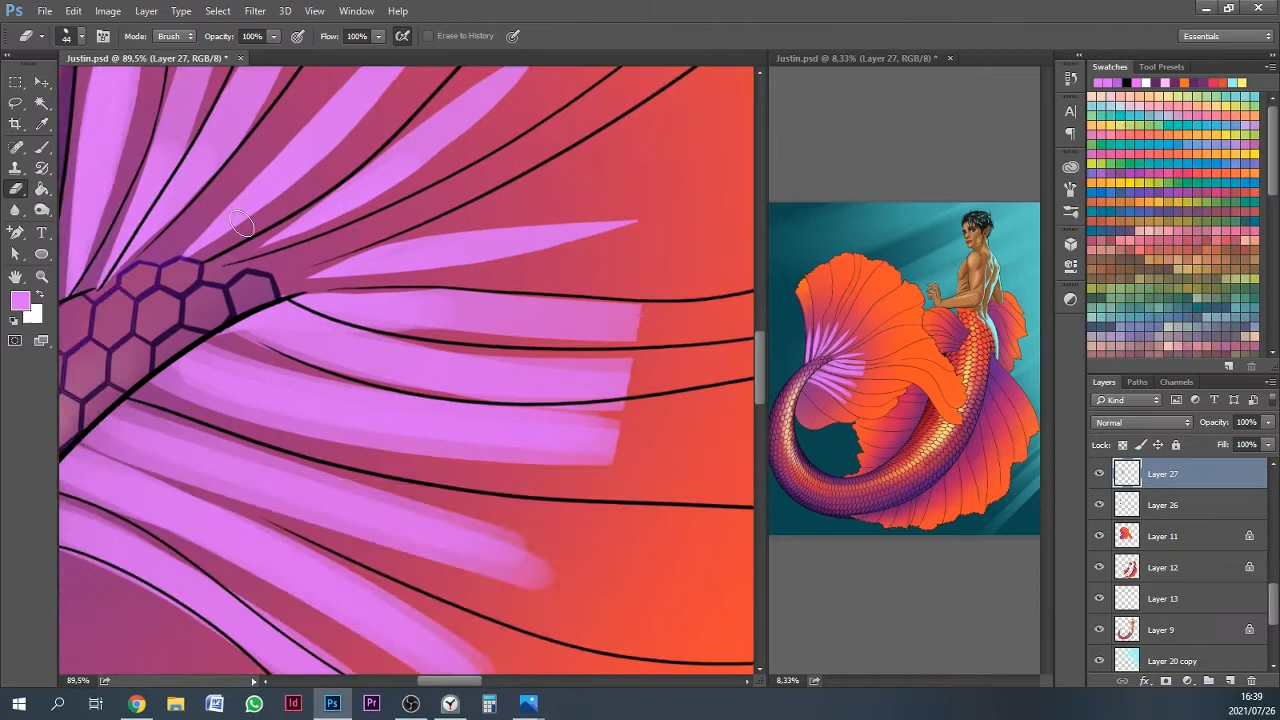 Ps File Edit Image Layer Type Select Filter 3D View Window Help
44 Mode: Brush Opacity: 100% Flow: 100% Erase to History Essentials
Justin.psd @ 89,5% (Layer 27, RGB/8) * × Justin.psd @ 8,33% (Layer 27, RGB/8) * ×
Swatches Tool Presets
Layers Paths Channels
Kind
Normal Opacity: 100%
Lock: Fill: 100%
Layer 27
Layer 26
Layer 11
Layer 12
Layer 13
Layer 9
Layer 20 copy
89,5% 8,33%
16:39
2021/07/26